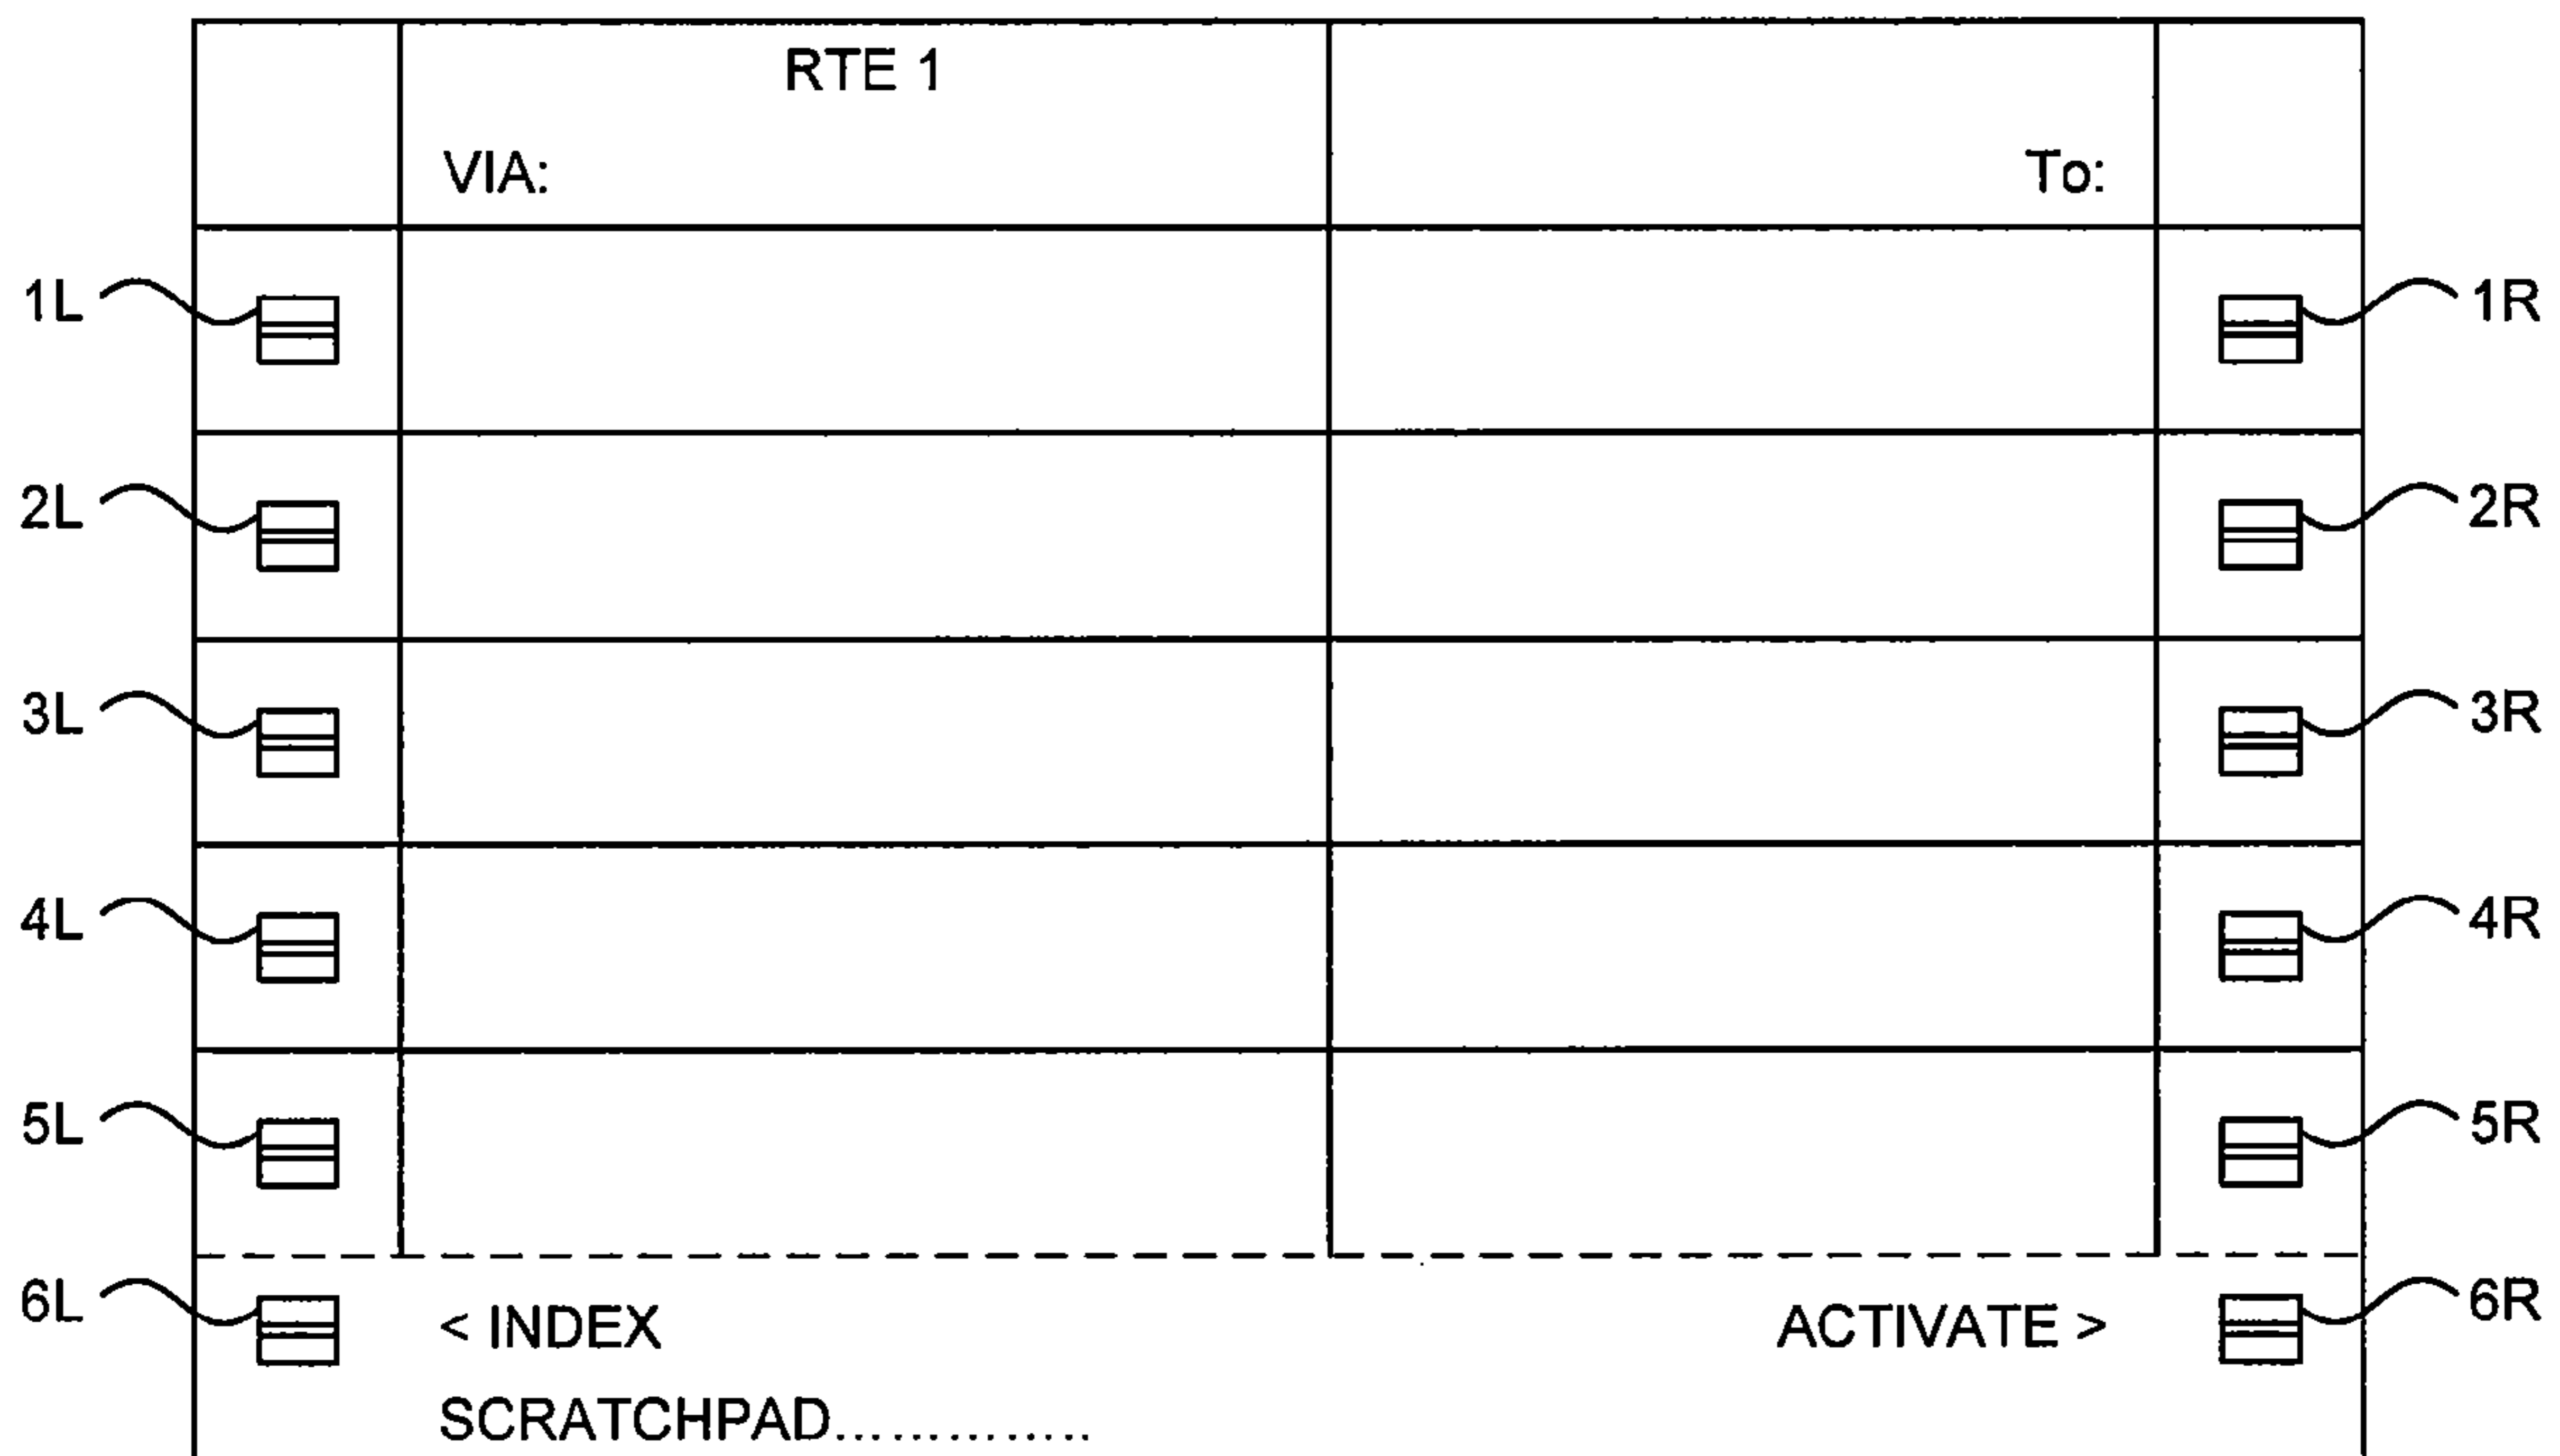 RTE 1
VIA: To:
1L 1R
2L 2R
3L 3R
4L 4R
5L 5R
6L < INDEX ACTIVATE > 6R
SCRATCHPAD..............